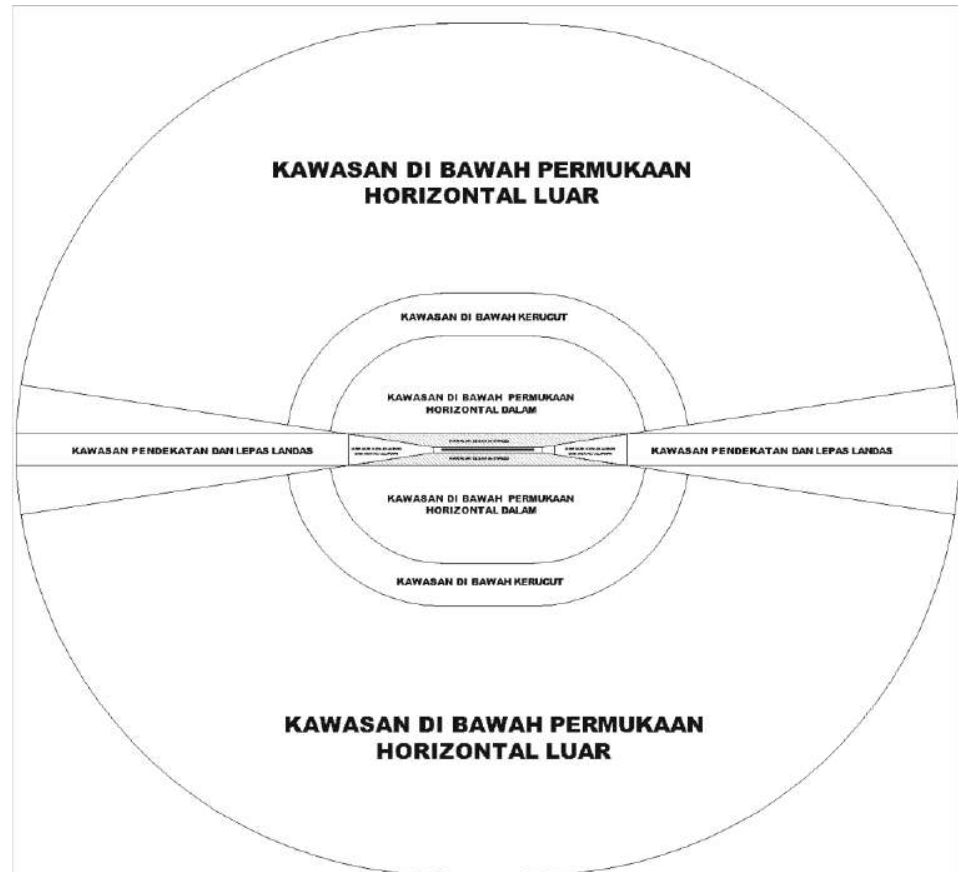 KAWASAN DI BAWAH PERMUKAAN
HORIZONTAL LUAR
KAWASAN DI BAWAH KERUCUT
KAWASAN DI BAWAH PERMUKAAN
HORIZONTAL DALAM
KAWASAN PENDEKATAN DAN LEPAS LANDAS
KAWASAN PENDEKATAN DAN LEPAS LANDAS
KAWASAN DI BAWAH PERMUKAAN
HORIZONTAL DALAM
KAWASAN DI BAWAH KERUCUT
KAWASAN DI BAWAH PERMUKAAN
HORIZONTAL LUAR